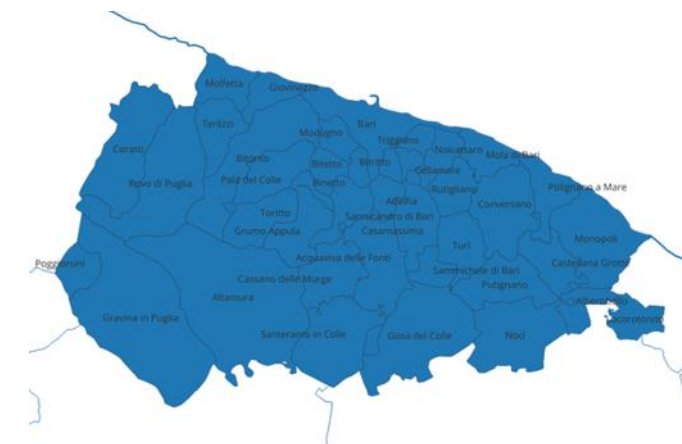 Molfetta
Giovinazzo
Terlizzi
Bari
Modugno
Triggiano
Corato
Noicattaro
Mola di Bari
Bitonto
Bitetto
Bitritto
Cellamare
Ruvo di Puglia
Palo del Colle
Binetto
Rutigliano
Polignano a Mare
Adelfia
Conversano
Toritto
Sannicandro di Bari
Grumo Appula
Casamassima
Monopoli
Turi
Acquaviva delle Fonti
Poggiorsini
Castellana Grotte
Sammichele di Bari
Cassano delle Murge
Putignano
Altamura
Alberobello
Gravina in Puglia
Locorotondo
Santeramo in Colle
Gioia del Colle
Noci